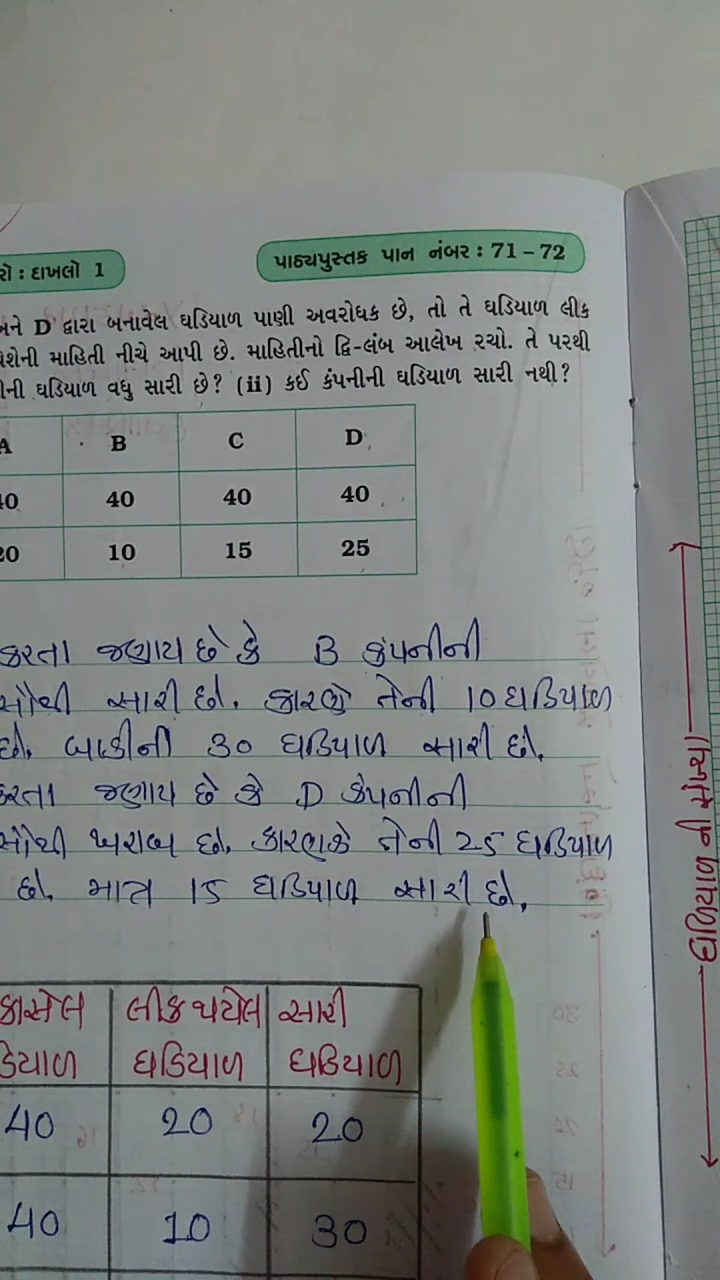 રો : દાખલો 1
પાઠ્યપુસ્તક પાન નંબર : 71 – 72
અને D દ્વારા બનાવેલ ઘડિયાળ પાણી અવરોધક છે, તો તે ઘડિયાળ લીક
શેની માહિતી નીચે આપી છે. માહિતીનો દ્વિ-લંબ આલેખ રચો. તે પરથી
ની ઘડિયાળ વધુ સારી છે? (ii) કઈ કંપનીની ઘડિયાળ સારી નથી?
A B C D
40 40 40 40
20 10 15 25
કરતા જણાય છે કે B કંપનીની
સૌથી સારી છે. કારણકે તેની 10 ઘડિયાળ
છે. બાકીની 30 ઘડિયાળ સારી છે.
કરતા જણાય છે કે D કંપનીની
સૌથી ખરાબ છે. કારણકે તેની 25 ઘડિયાળ
છે. માત્ર 15 ઘડિયાળ સારી છે.
કાસેલ લીક થયેલ સારી
ડિયાળ ઘડિયાળ ઘડિયાળ
40 20 20
40 10 30
ઘડિયાળ ની સંખ્યા